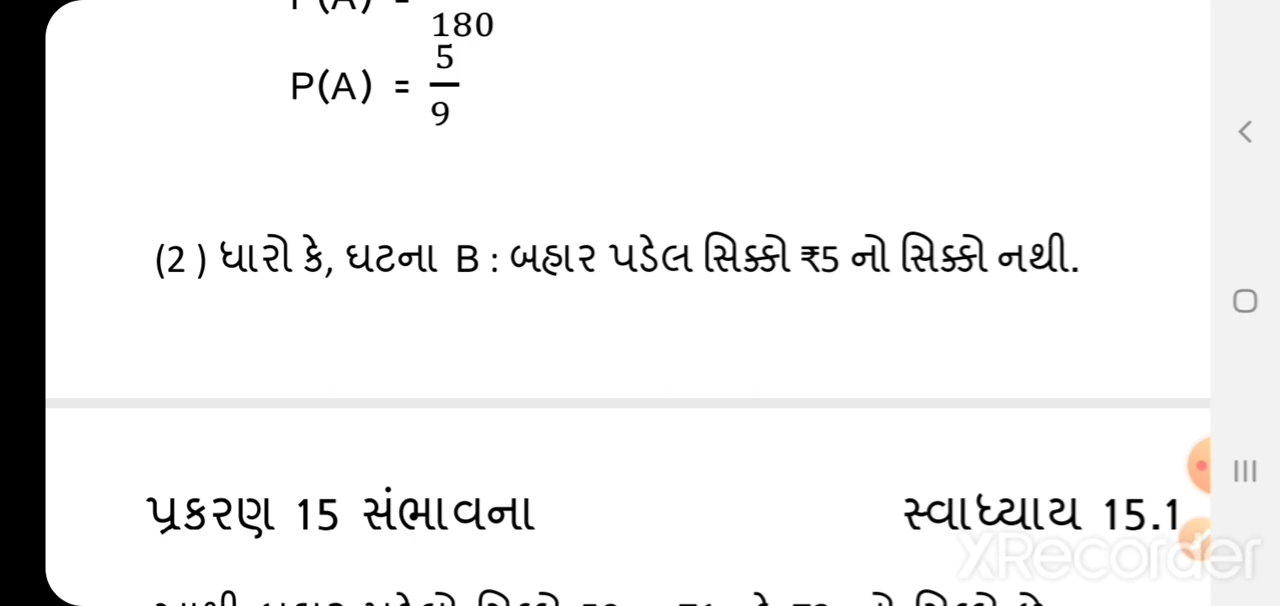 180
P(A) = 5/9
(2 ) ધારો કે, ઘટના B : બહાર પડેલ સિક્કો ₹5 નો સિક્કો નથી.
પ્રકરણ 15 સંભાવના સ્વાધ્યાય 15.1
XRecorder